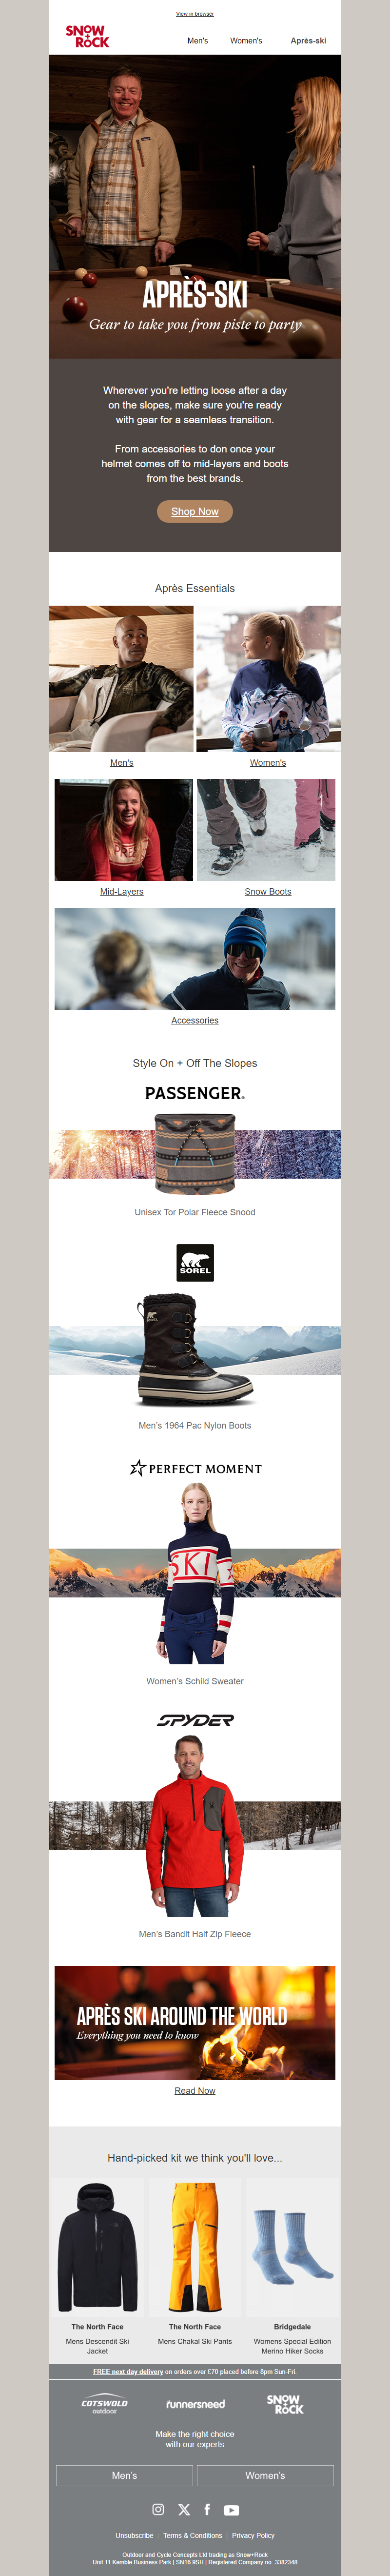 View in browser
SNOW+ROCK
Men's Women's Après-ski
APRÈS-SKI
Gear to take you from piste to party
Wherever you're letting loose after a day
on the slopes, make sure you're ready
with gear for a seamless transition.
From accessories to don once your
helmet comes off to mid-layers and boots
from the best brands.
Shop Now
Après Essentials
Men's Women's
Mid-Layers Snow Boots
Accessories
Style On + Off The Slopes
PASSENGER
Unisex Tor Polar Fleece Snood
SOREL
Men's 1964 Pac Nylon Boots
PERFECT MOMENT
SKI
Women's Schild Sweater
SPYDER
Men's Bandit Half Zip Fleece
APRÈS SKI AROUND THE WORLD
Everything you need to know
Read Now
Hand-picked kit we think you'll love...
The North Face The North Face Bridgedale
Mens Descendit Ski Jacket
Mens Chakal Ski Pants
Womens Special Edition Merino Hiker Socks
FREE next day delivery on orders over £70 placed before 8pm Sun-Fri.
COTSWOLD outdoor
runnersneed
SNOW+ROCK
Make the right choice
with our experts
Men's Women's
Unsubscribe | Terms & Conditions | Privacy Policy
Outdoor and Cycle Concepts Ltd trading as Snow+Rock
Unit 11 Kemble Business Park | SN16 9SH | Registered Company no. 3382348